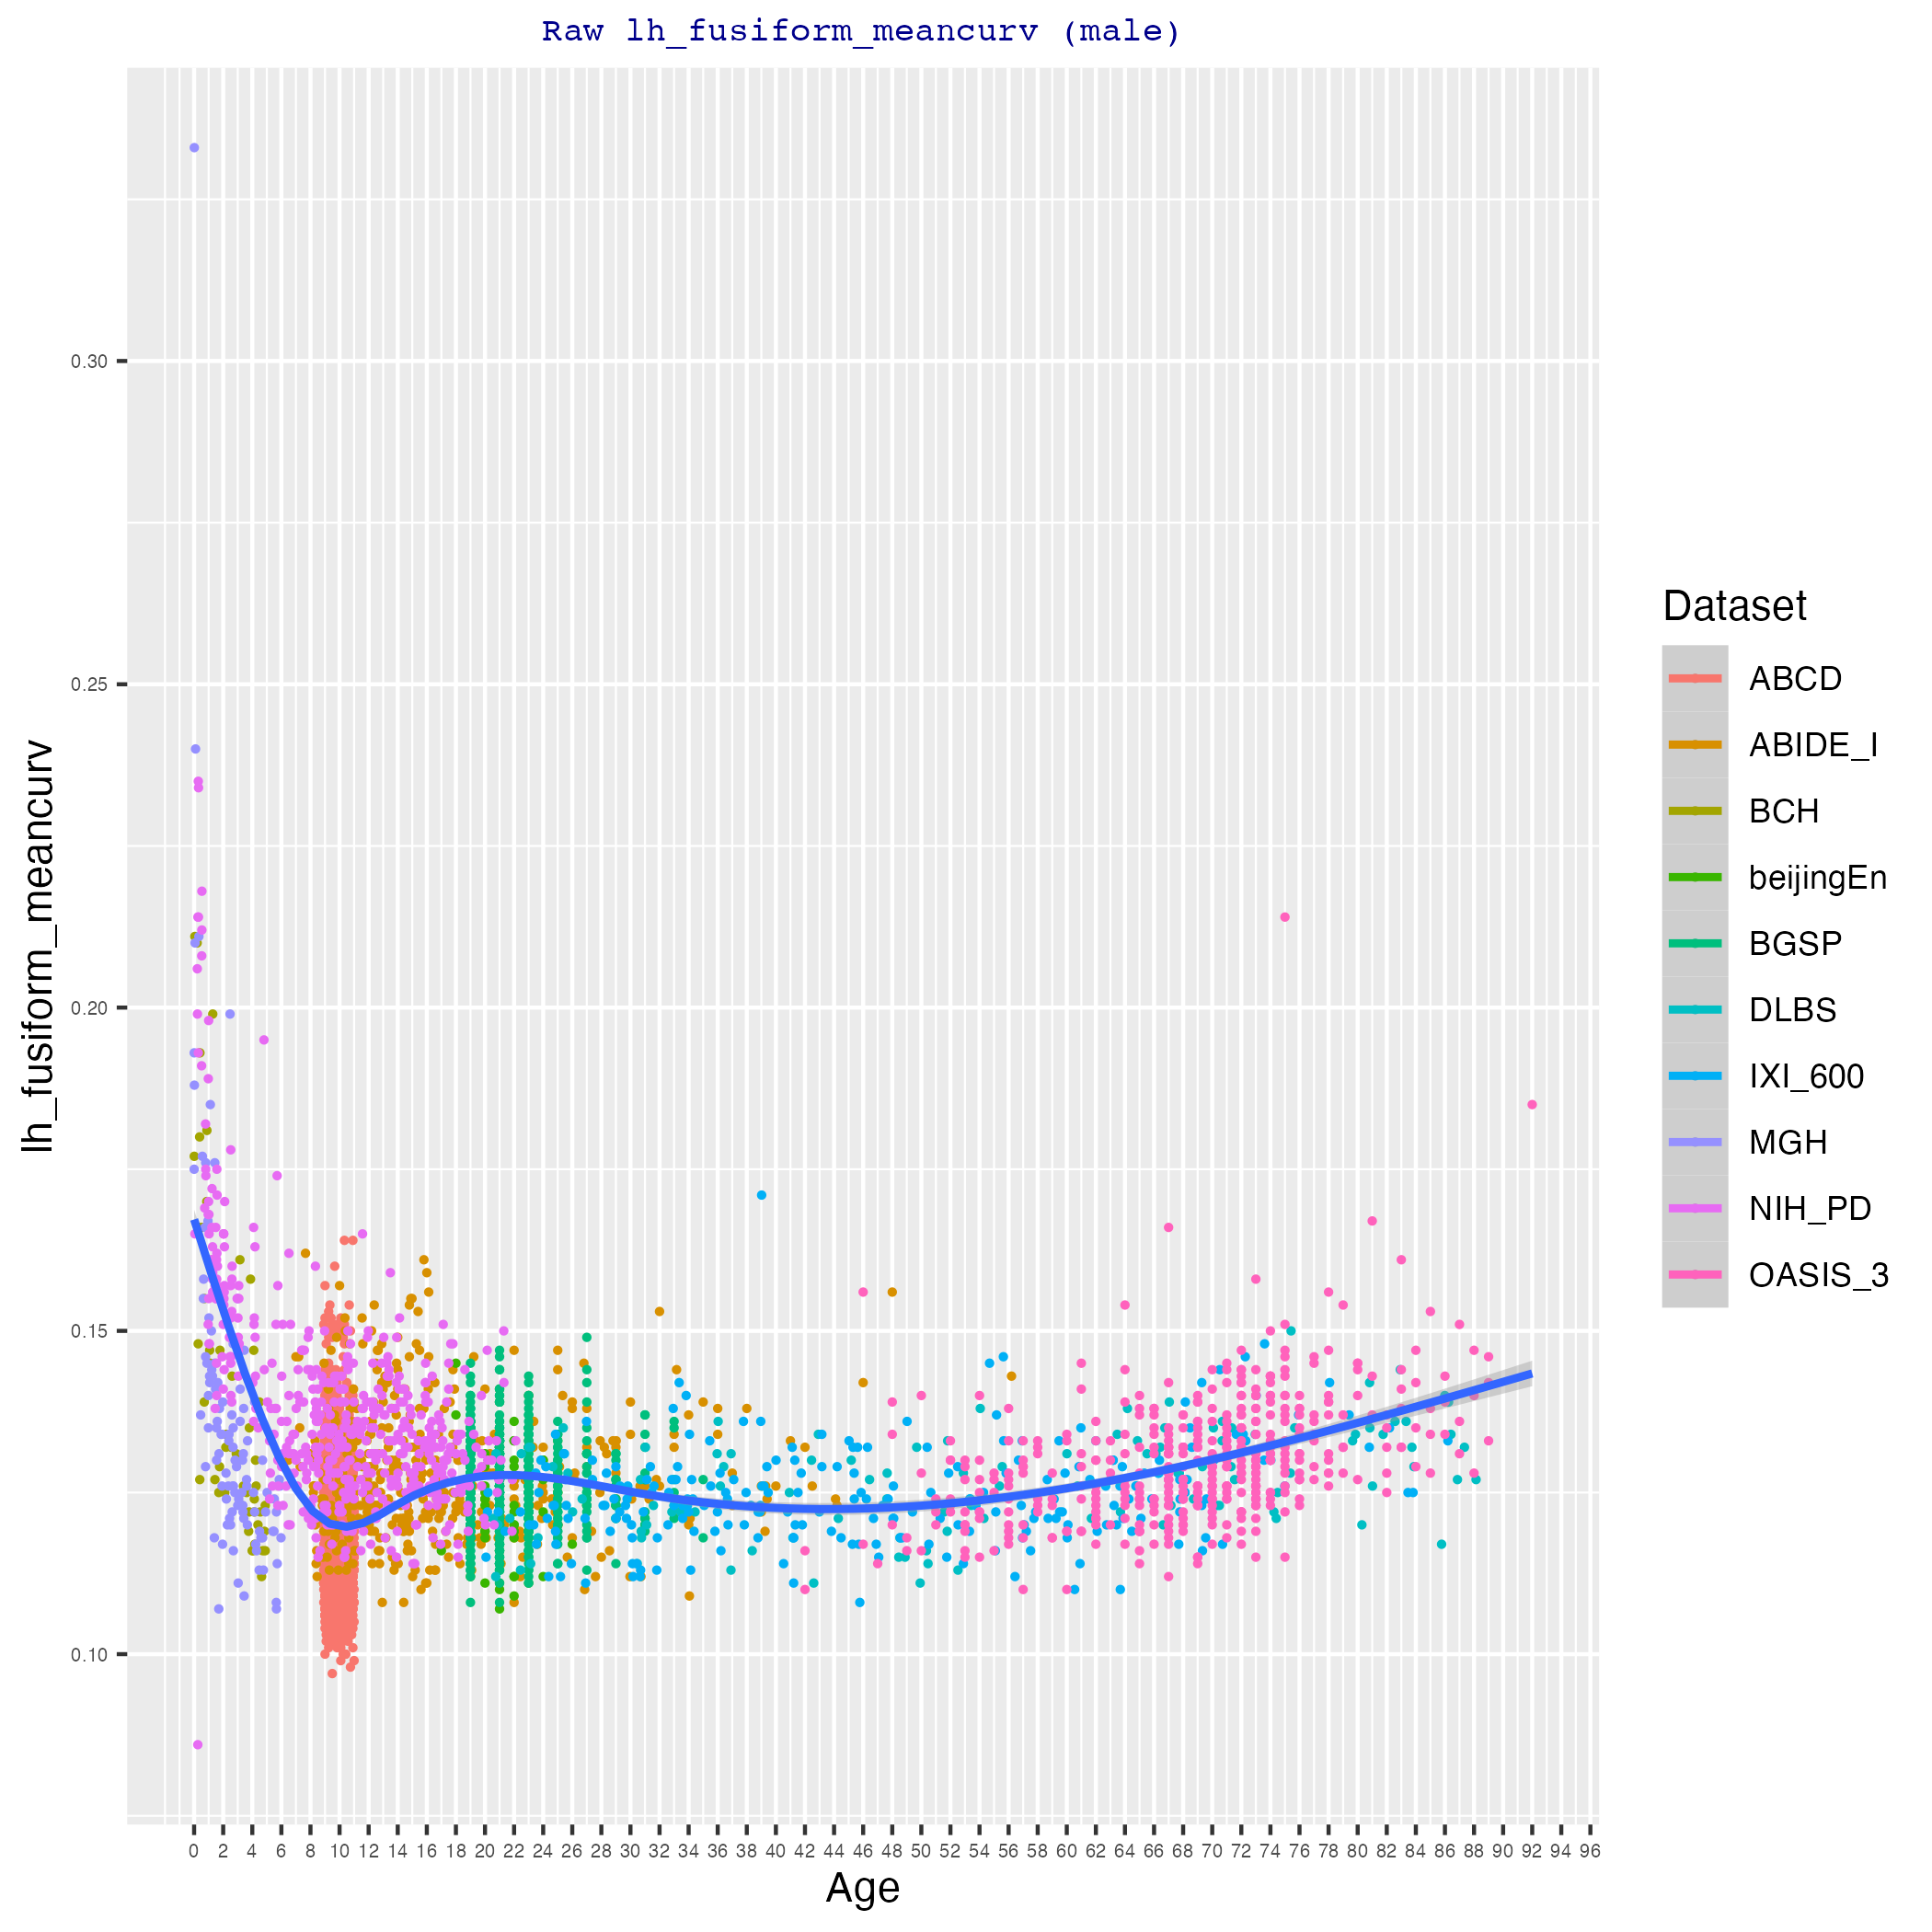 Raw lh_fusiform_meancurv (male)
0.30
0.25
0.20
0.15
0.10
lh_fusiform_meancurv
0 2 4 6 8 10 12 14 16 18 20 22 24 26 28 30 32 34 36 38 40 42 44 46 48 50 52 54 56 58 60 62 64 66 68 70 72 74 76 78 80 82 84 86 88 90 92 94 96
Age
Dataset
ABCD
ABIDE_I
BCH
beijingEn
BGSP
DLBS
IXI_600
MGH
NIH_PD
OASIS_3